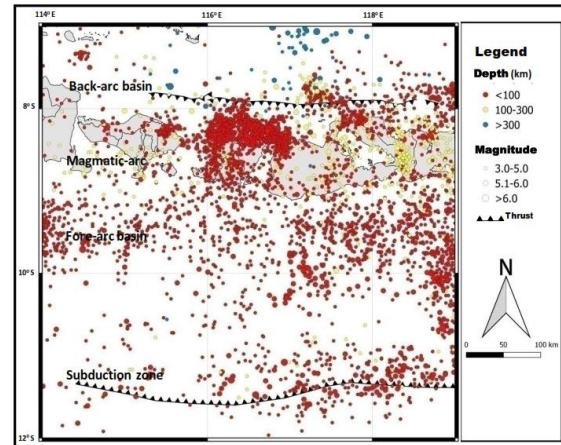 114°E
116°E
118°E
8°S
10°S
12°S
Back-arc basin
Magmatic-arc
Fore-arc basin
Subduction zone
Legend
Depth (km)
<100
100-300
>300
Magnitude
3.0-5.0
5.1-6.0
>6.0
Thrust
N
0 50 100 km